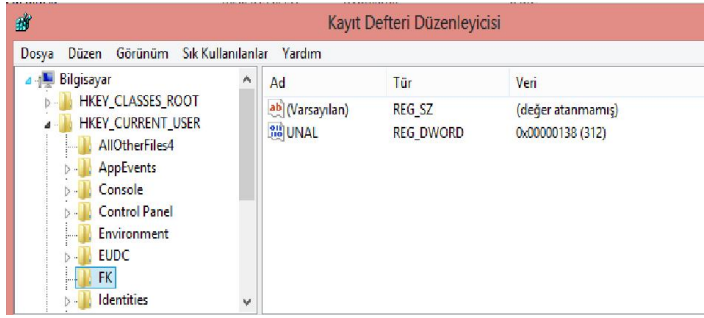 Kayıt Defteri Düzenleyicisi
Dosya Düzen Görünüm Sık Kullanılanlar Yardım
Bilgisayar
HKEY_CLASSES_ROOT
HKEY_CURRENT_USER
AllOtherFiles4
AppEvents
Console
Control Panel
Environment
EUDC
FK
Identities
Ad Tür Veri
ab (Varsayılan) REG_SZ (değer atanmamış)
UNAL REG_DWORD 0x00000138 (312)